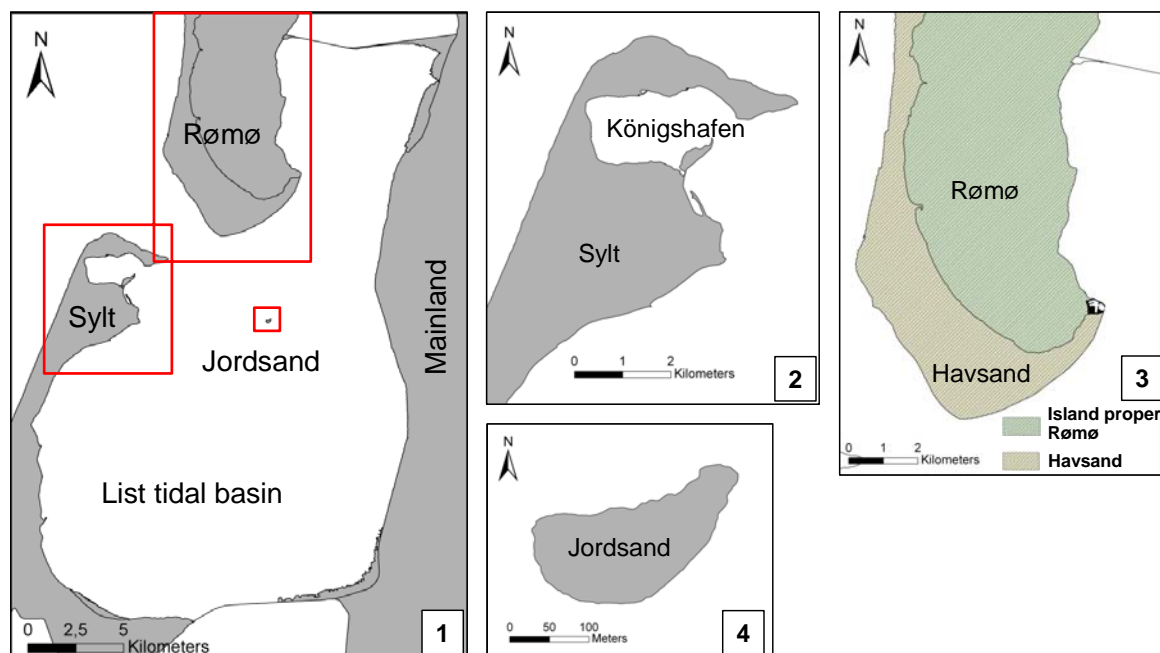 N
Rømø
Sylt
Jordsand
Mainland
List tidal basin
0 2,5 5
Kilometers
1
N
Königshafen
Sylt
0 1 2
Kilometers
2
N
Rømø
Havsand
3
Island proper
Rømø
Havsand
0 1 2
Kilometers
N
Jordsand
0 50 100
Meters
4